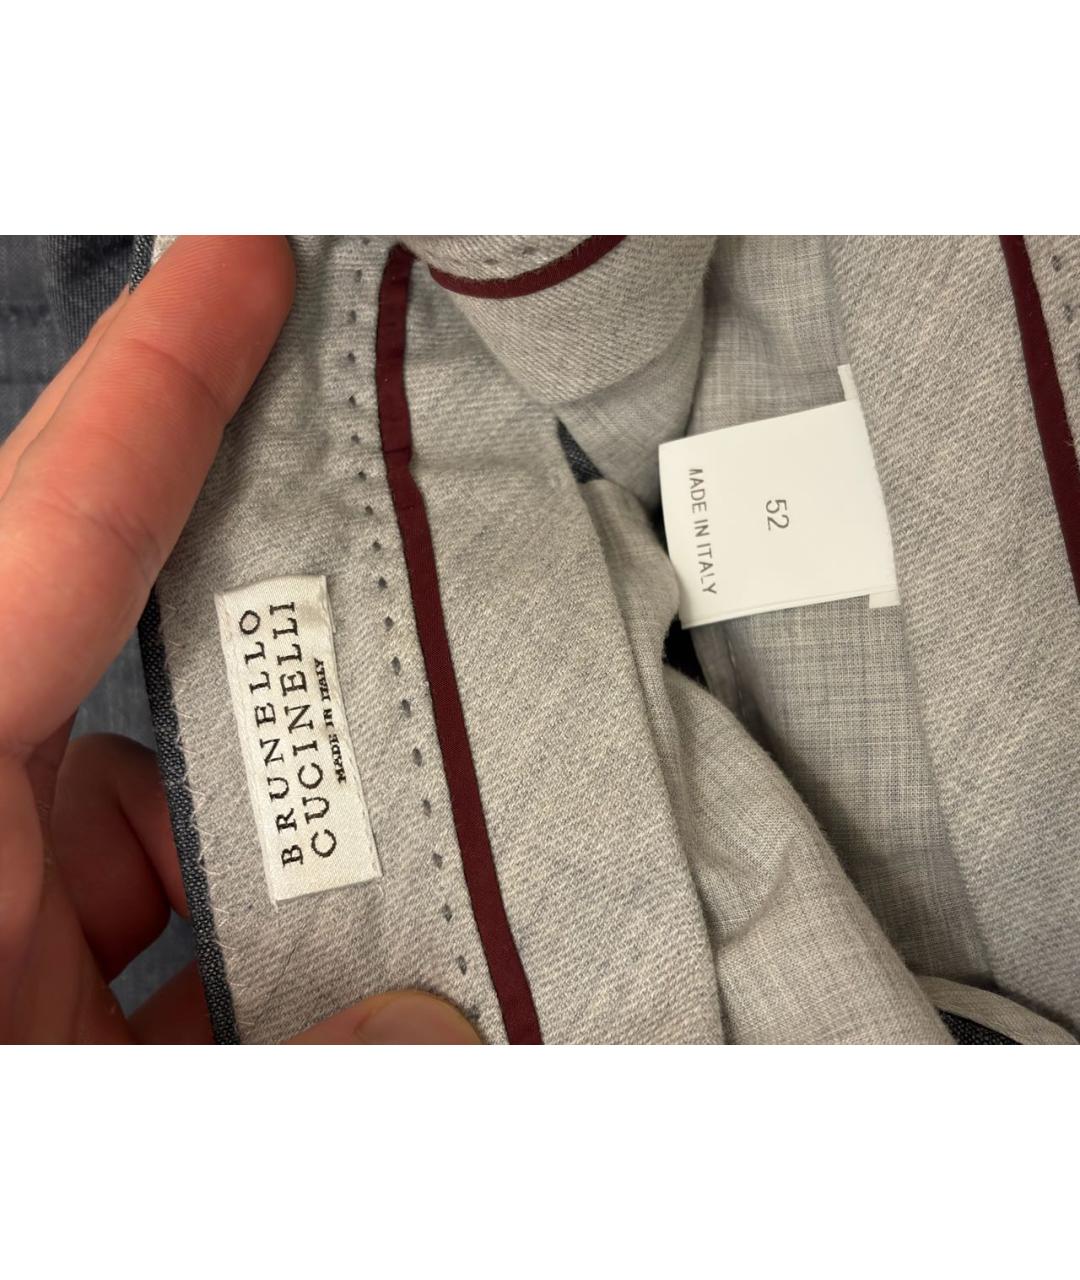 BRUNELLO
CUCINELLI
MADE IN ITALY
52
MADE IN ITALY